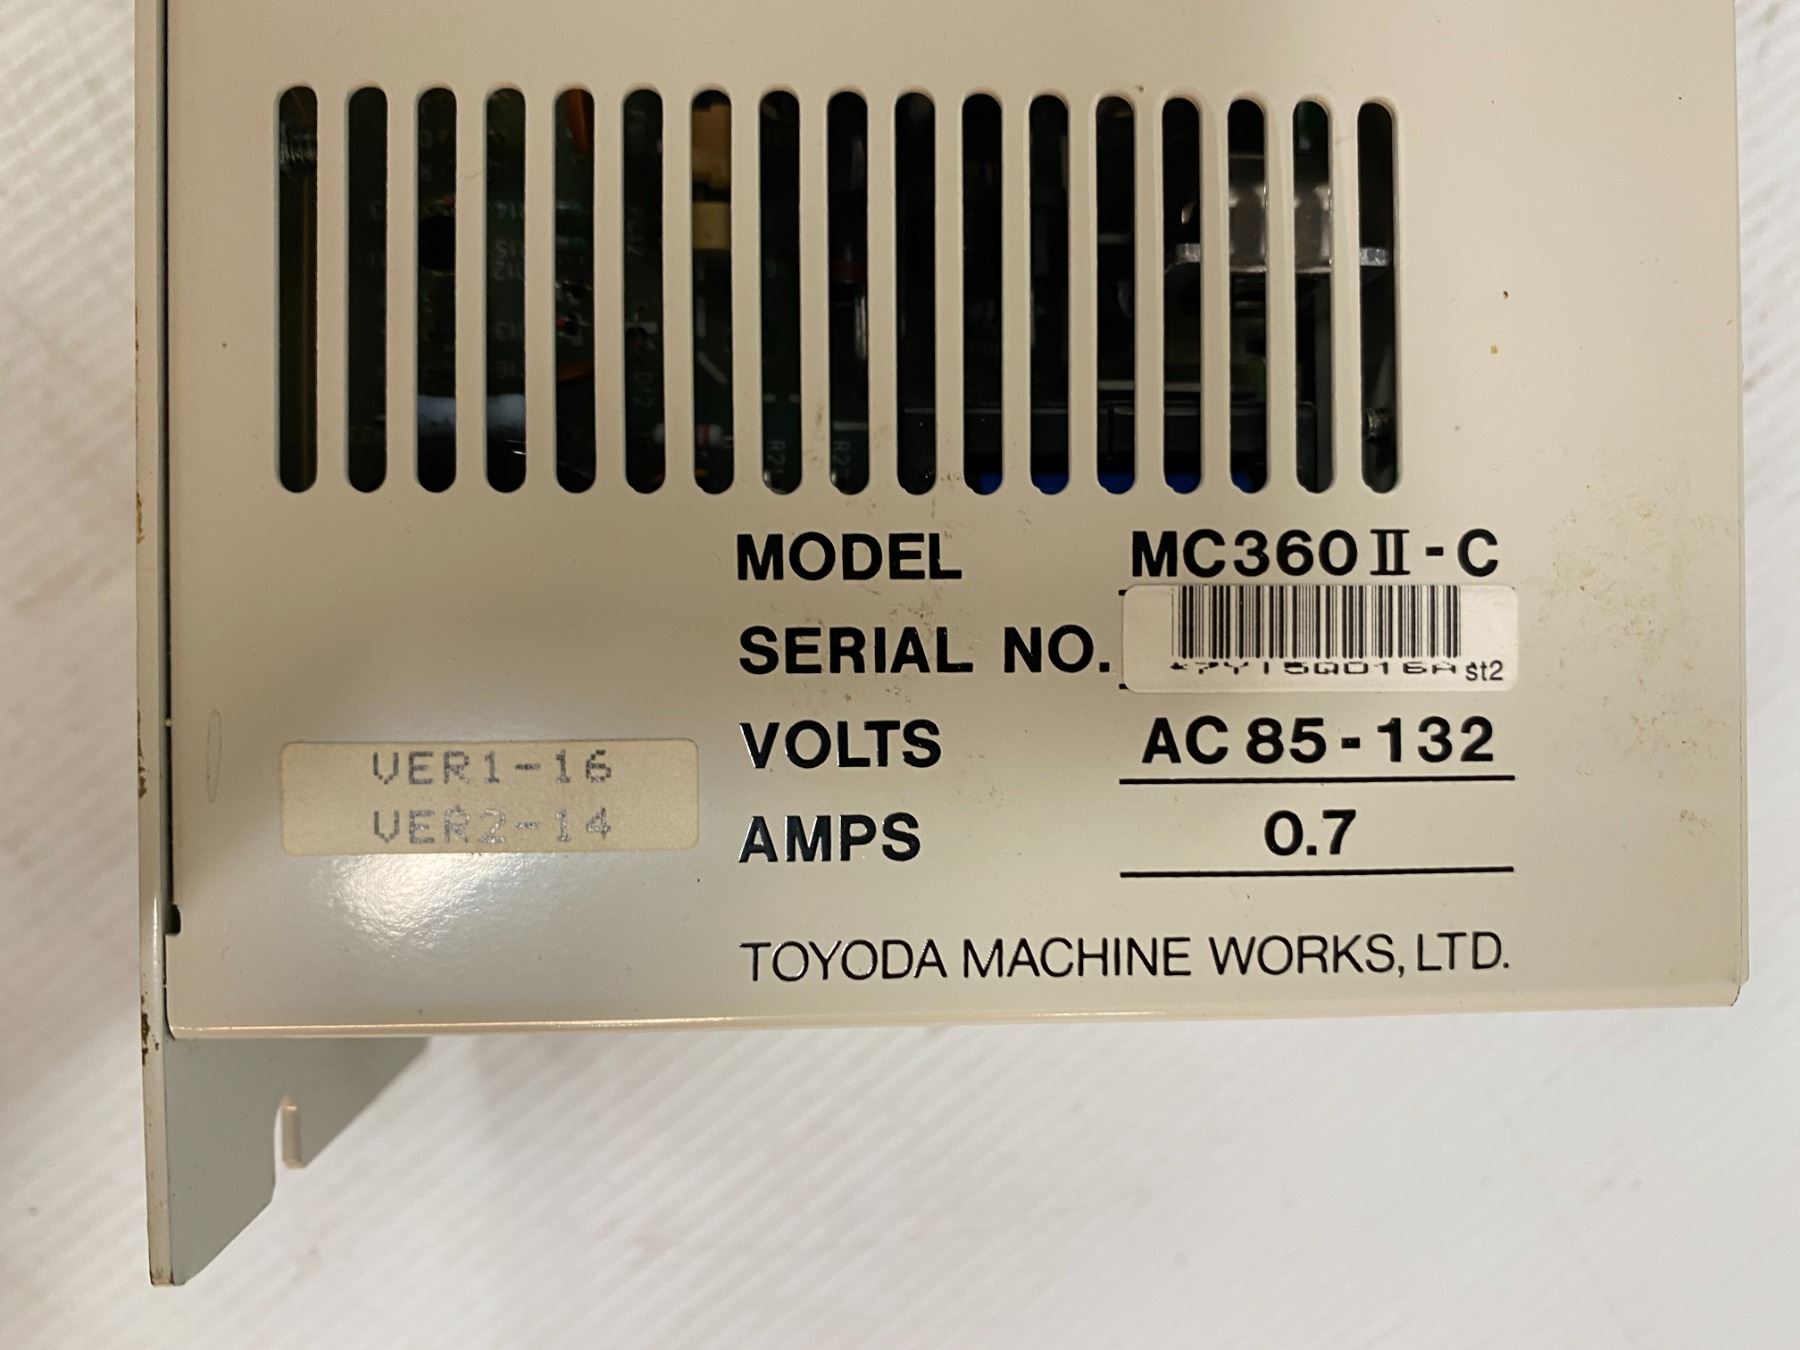 MODEL MC360Ⅱ-C
SERIAL NO. st2
VOLTS AC 85-132
VER1-16
VER2-14
AMPS 0.7
TOYODA MACHINE WORKS, LTD.